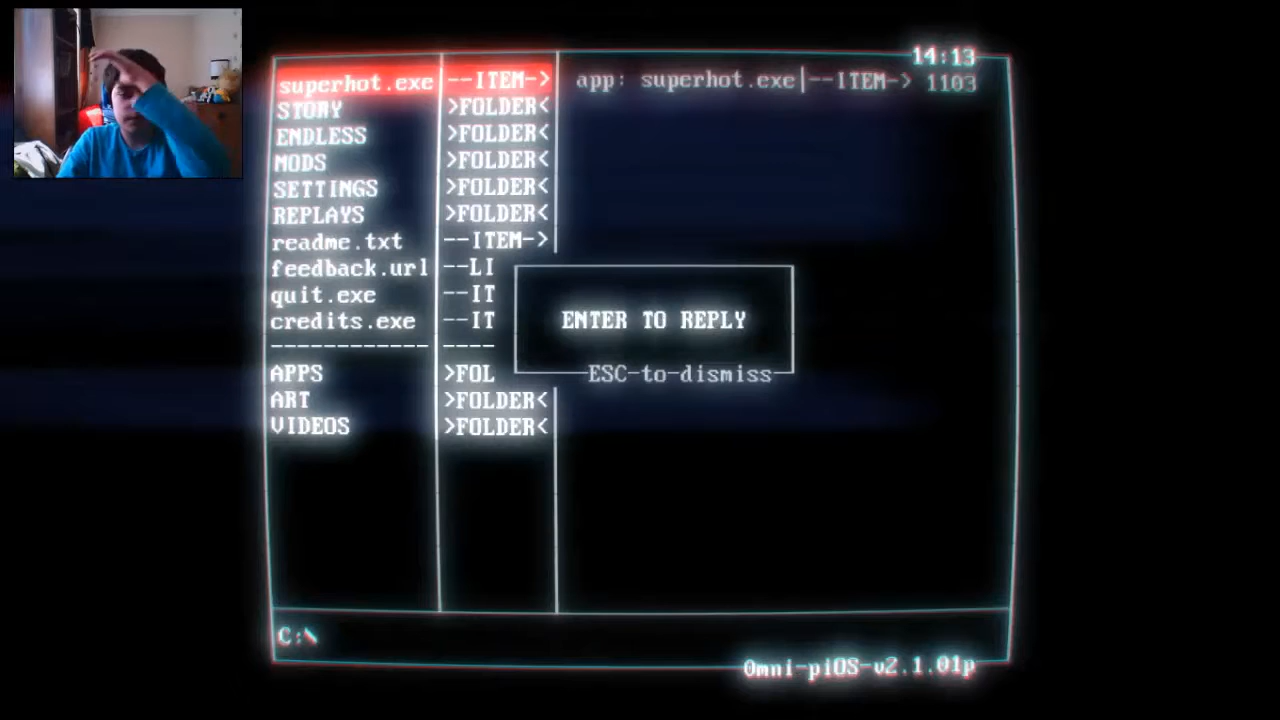 14:13
superhot.exe --ITEM-> app: superhot.exe|--ITEM-> 1103
STORY >FOLDER<
ENDLESS >FOLDER<
MODS >FOLDER<
SETTINGS >FOLDER<
REPLAYS >FOLDER<
readme.txt --ITEM->
feedback.url --LI
quit.exe --IT
ENTER TO REPLY
credits.exe --IT
------------ ----
APPS >FOL
ESC-to-dismiss
ART >FOLDER<
VIDEOS >FOLDER<
C:\
Omni-piOS-v2.1.01p